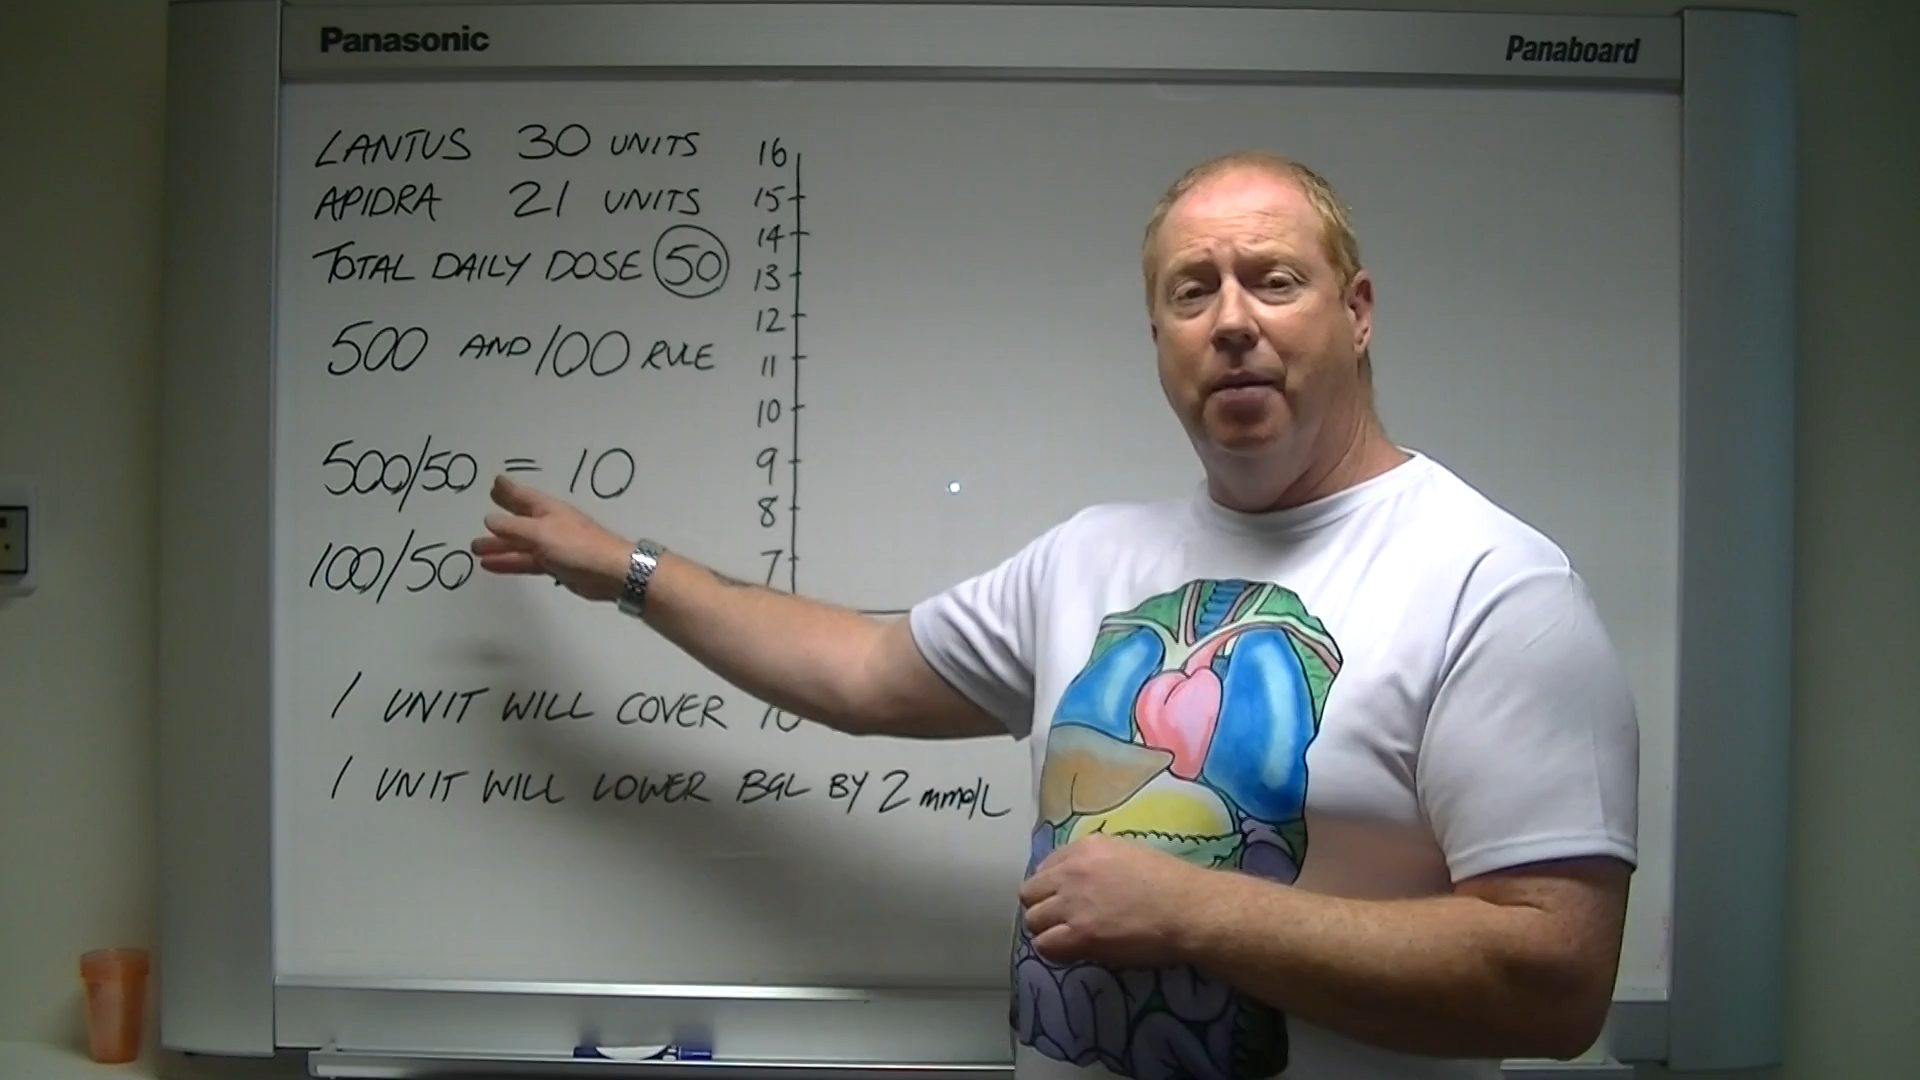 Panasonic
Panaboard
LANTUS 30 UNITS
APIDRA 21 UNITS
TOTAL DAILY DOSE 50
500 AND 100 RULE
500/50 = 10
100/50
1 UNIT WILL COVER 10
1 UNIT WILL LOWER BGL BY 2 mmol/L
16
15
14
13
12
11
10
9
8
7